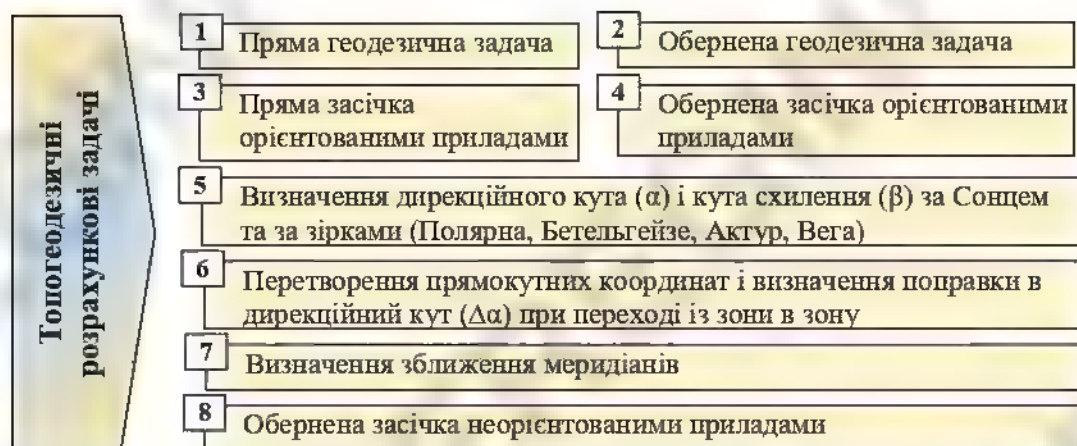 Топогеодезичні
розрахункові задачі
1
Пряма геодезична задача
2
Обернена геодезична задача
3
Пряма засічка
орієнтованими приладами
4
Обернена засічка орієнтованими
приладами
5
Визначення дирекційного кута (α) і кута схилення (β) за Сонцем
та за зірками (Полярна, Бетельгейзе, Актур, Вега)
6
Перетворення прямокутних координат і визначення поправки в
дирекційний кут (Δα) при переході із зони в зону
7
Визначення зближення меридіанів
8
Обернена засічка неорієнтованими приладами